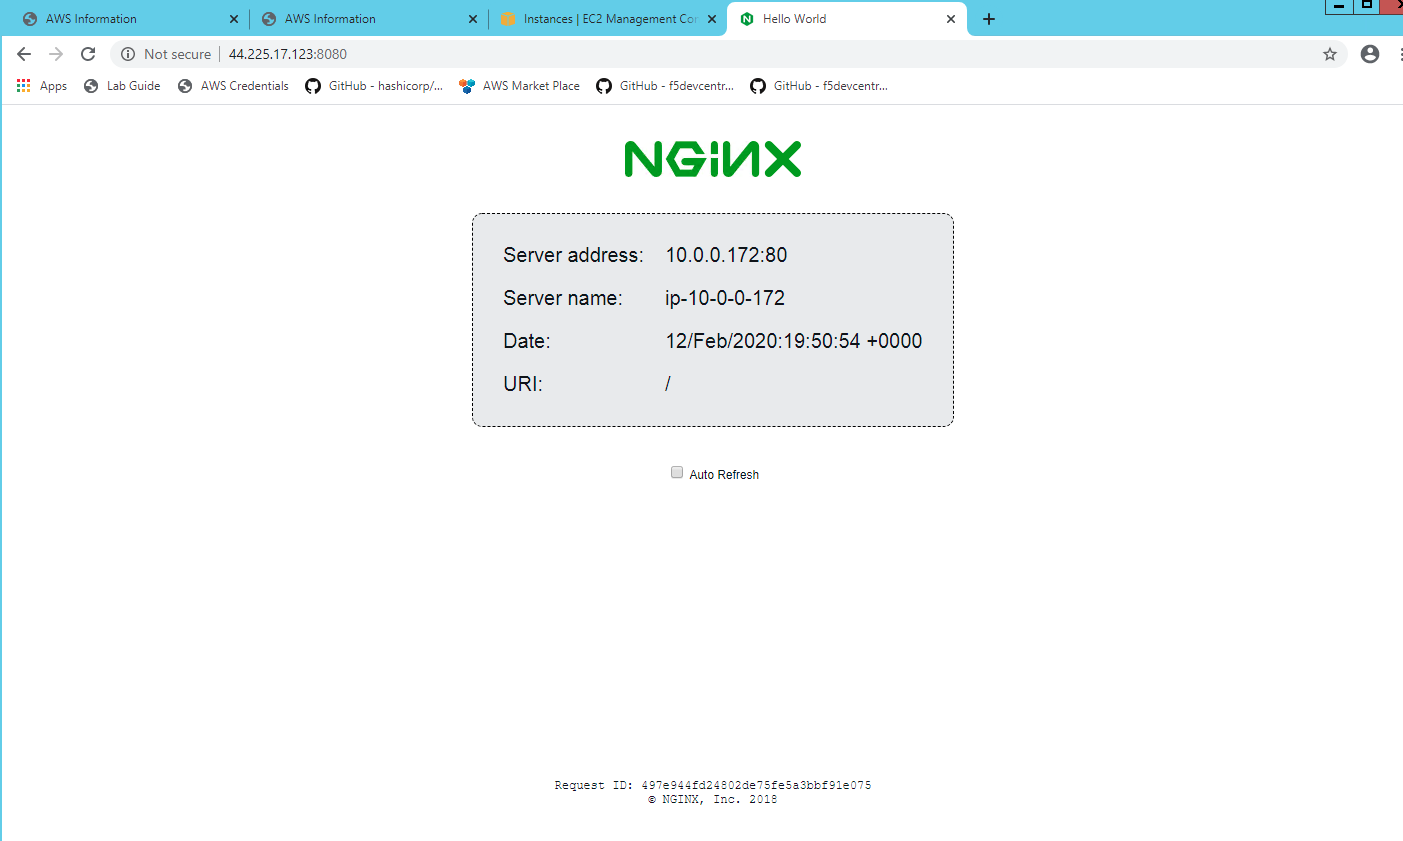 AWS Information
AWS Information
Instances | EC2 Management Cor
Hello World
Not secure
44.225.17.123:8080
Apps
Lab Guide
AWS Credentials
GitHub - hashicorp/...
AWS Market Place
GitHub - f5devcentr...
GitHub - f5devcentr...
NGINX
Server address: 10.0.0.172:80
Server name: ip-10-0-0-172
Date: 12/Feb/2020:19:50:54 +0000
URI: /
Auto Refresh
Request ID: 497e944fd24802de75fe5a3bbf91e075
© NGINX, Inc. 2018